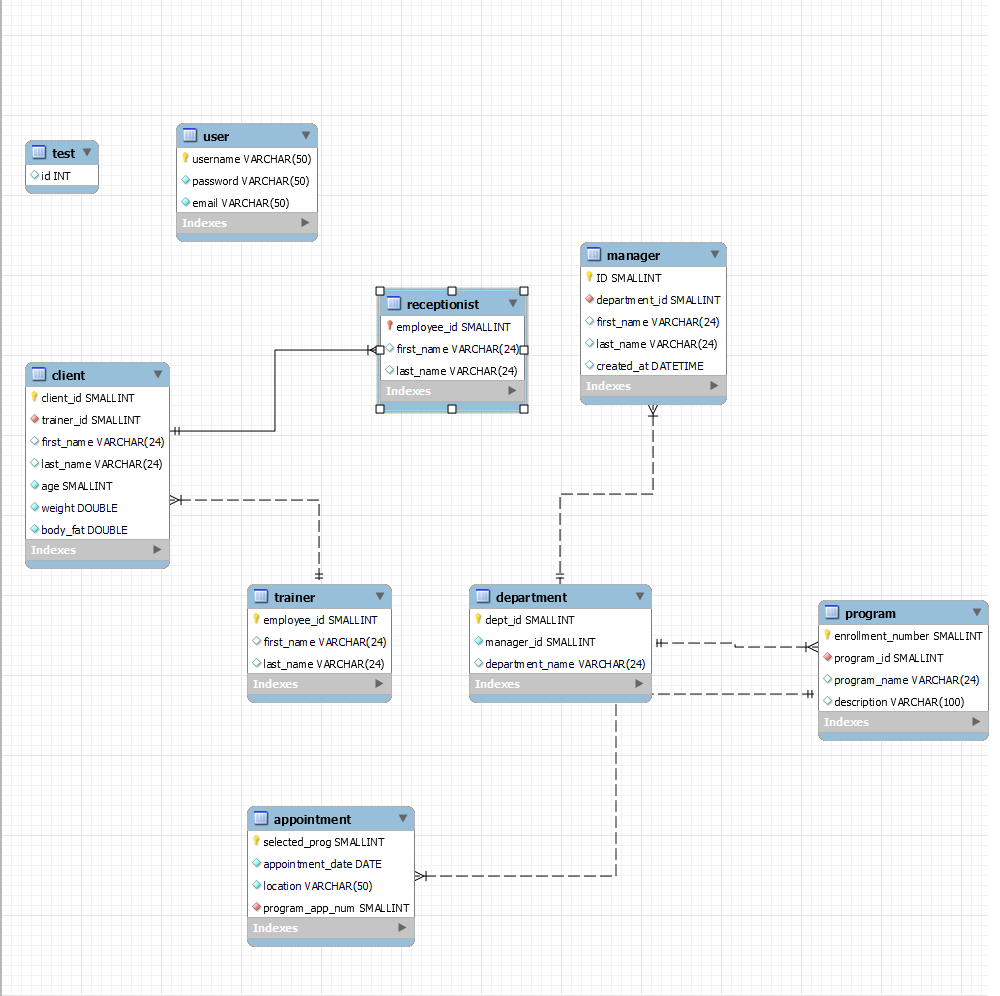 test
id INT
user
username VARCHAR(50)
password VARCHAR(50)
email VARCHAR(50)
Indexes
manager
ID SMALLINT
department_id SMALLINT
first_name VARCHAR(24)
last_name VARCHAR(24)
created_at DATETIME
Indexes
receptionist
employee_id SMALLINT
first_name VARCHAR(24)
last_name VARCHAR(24)
Indexes
client
client_id SMALLINT
trainer_id SMALLINT
first_name VARCHAR(24)
last_name VARCHAR(24)
age SMALLINT
weight DOUBLE
body_fat DOUBLE
Indexes
trainer
employee_id SMALLINT
first_name VARCHAR(24)
last_name VARCHAR(24)
Indexes
department
dept_id SMALLINT
manager_id SMALLINT
department_name VARCHAR(24)
Indexes
program
enrollment_number SMALLINT
program_id SMALLINT
program_name VARCHAR(24)
description VARCHAR(100)
Indexes
appointment
selected_prog SMALLINT
appointment_date DATE
location VARCHAR(50)
program_app_num SMALLINT
Indexes